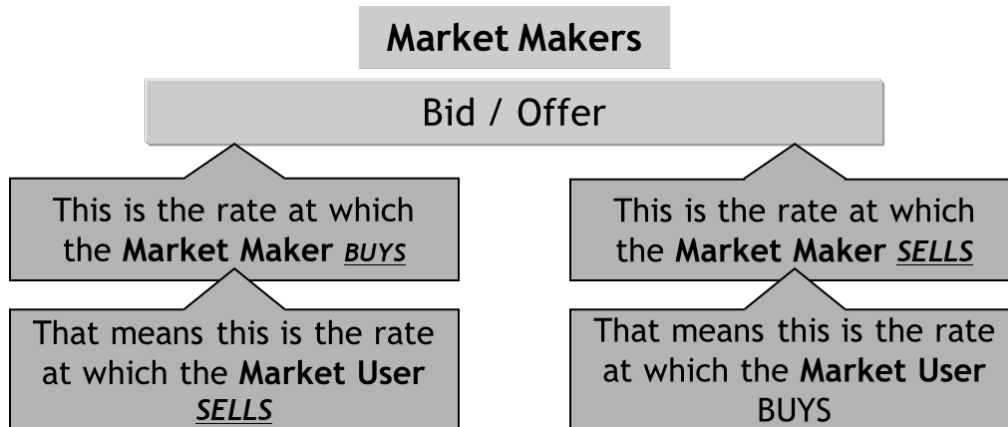 Market Makers
Bid / Offer
This is the rate at which
the Market Maker BUYS
That means this is the rate
at which the Market User
SELLS
This is the rate at which
the Market Maker SELLS
That means this is the rate
at which the Market User
BUYS